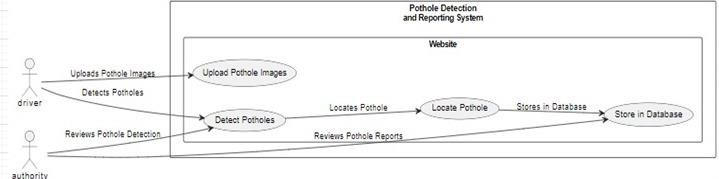 Pothole Detection
and Reporting System
Website
Uploads Pothole Images
Upload Pothole Images
driver
Detects Potholes
Detect Potholes
Locates Pothole
Locate Pothole
Stores in Database
Store in Database
Reviews Pothole Detection
Reviews Pothole Reports
authority